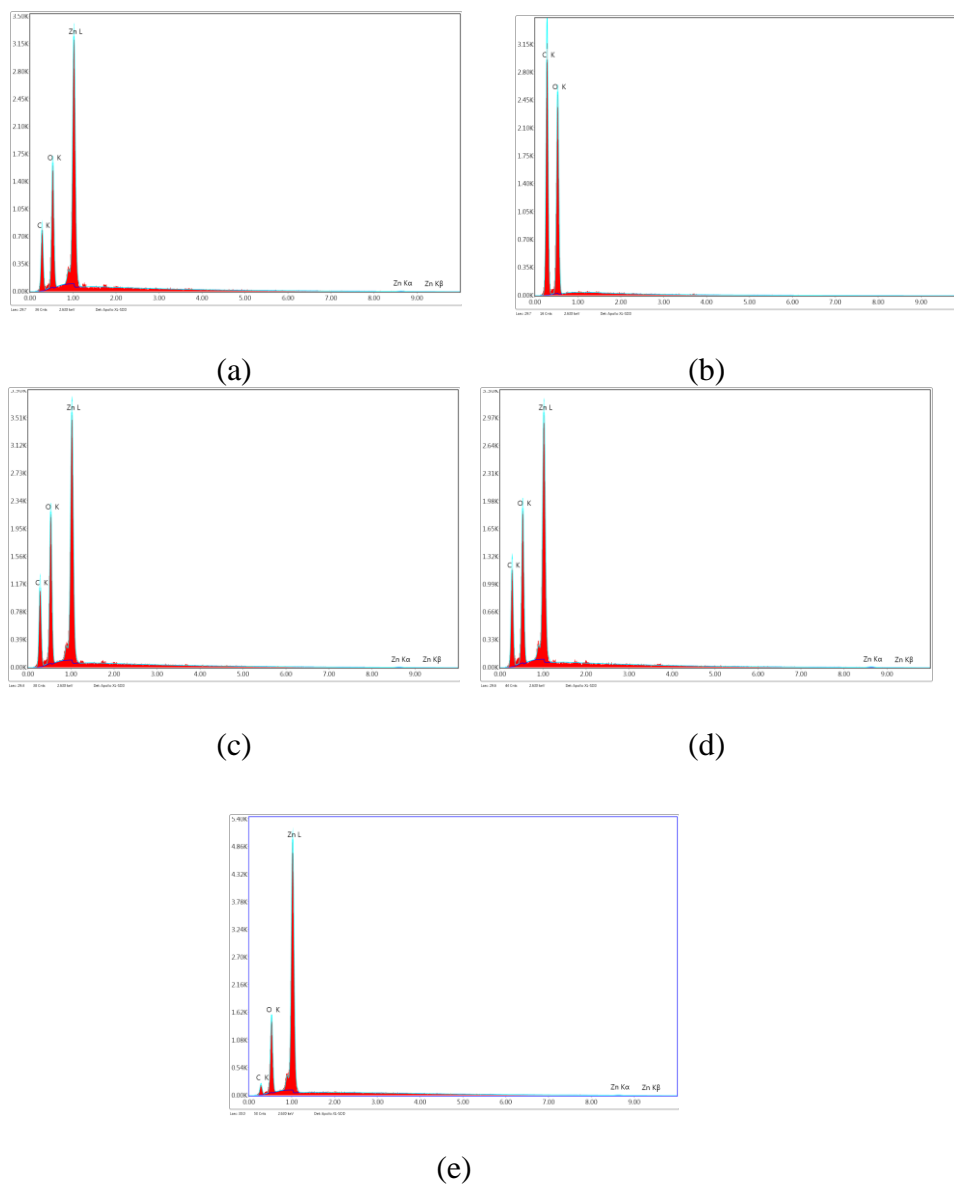 3.50K
3.15K
2.80K
2.45K
2.10K
1.75K
1.40K
1.05K
0.70K
0.35K
0.00K
Zn L
O K
C K
Zn Kα Zn Kβ
0.00 1.00 2.00 3.00 4.00 5.00 6.00 7.00 8.00 9.00
(a)
3.15K
2.80K
2.45K
2.10K
1.75K
1.40K
1.05K
0.70K
0.35K
0.00K
C K
O K
0.00 1.00 2.00 3.00 4.00 5.00 6.00 7.00 8.00 9.00
(b)
3.51K
3.12K
2.73K
2.34K
1.95K
1.56K
1.17K
0.78K
0.39K
0.00K
Zn L
O K
C K
Zn Kα Zn Kβ
0.00 1.00 2.00 3.00 4.00 5.00 6.00 7.00 8.00 9.00
(c)
2.97K
2.64K
2.31K
1.98K
1.65K
1.32K
0.99K
0.66K
0.33K
0.00K
Zn L
O K
C K
Zn Kα Zn Kβ
0.00 1.00 2.00 3.00 4.00 5.00 6.00 7.00 8.00 9.00
(d)
5.40K
4.86K
4.32K
3.78K
3.24K
2.70K
2.16K
1.62K
1.08K
0.54K
0.00K
Zn L
O K
C K
Zn Kα Zn Kβ
0.00 1.00 2.00 3.00 4.00 5.00 6.00 7.00 8.00 9.00
(e)